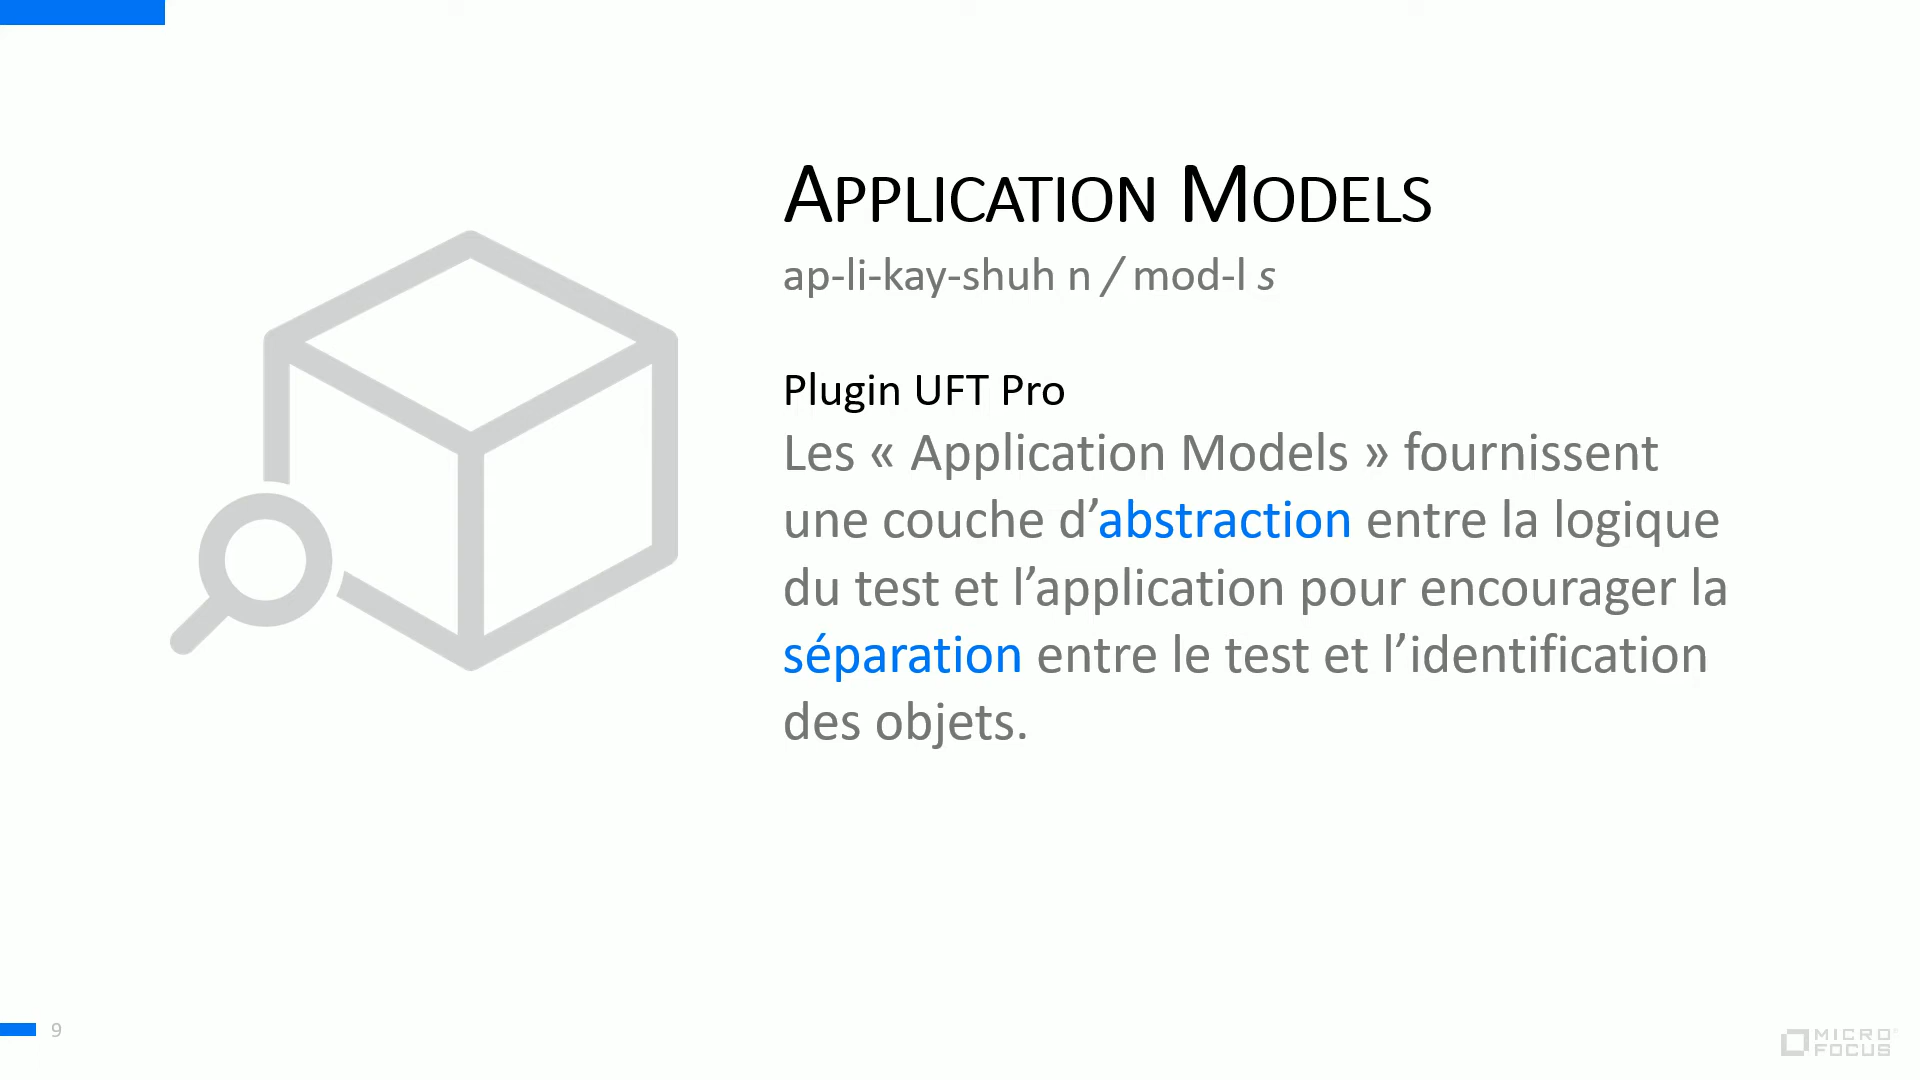 APPLICATION MODELS
ap-li-kay-shuh n / mod-l s
Plugin UFT Pro
Les « Application Models » fournissent
une couche d’abstraction entre la logique
du test et l’application pour encourager la
séparation entre le test et l’identification
des objets.
9
MICRO
FOCUS